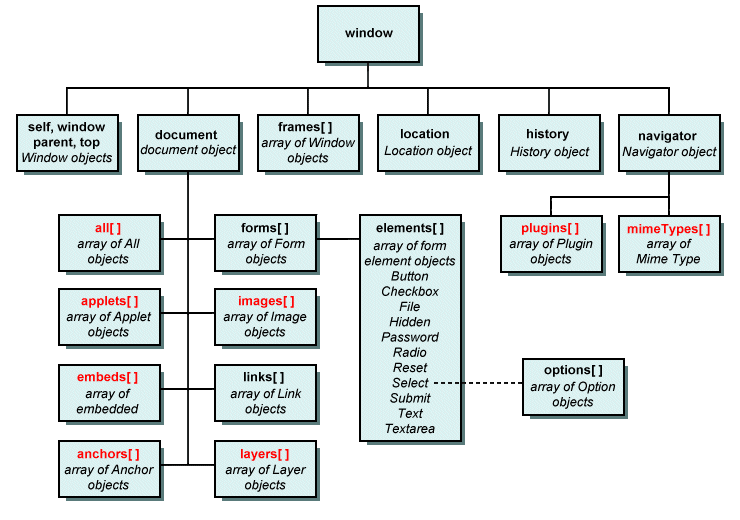 window
self, window
parent, top
Window objects
document
document object
frames[ ]
array of Window
objects
location
Location object
history
History object
navigator
Navigator object
all[ ]
array of All
objects
forms[ ]
array of Form
objects
elements[ ]
array of form
element objects
Button
Checkbox
File
Hidden
Password
Radio
Reset
Select
Submit
Text
Textarea
plugins[ ]
array of Plugin
objects
mimeTypes[ ]
array of
Mime Type
applets[ ]
array of Applet
objects
images[ ]
array of Image
objects
embeds[ ]
array of
embedded
links[ ]
array of Link
objects
options[ ]
array of Option
objects
anchors[ ]
array of Anchor
objects
layers[ ]
array of Layer
objects